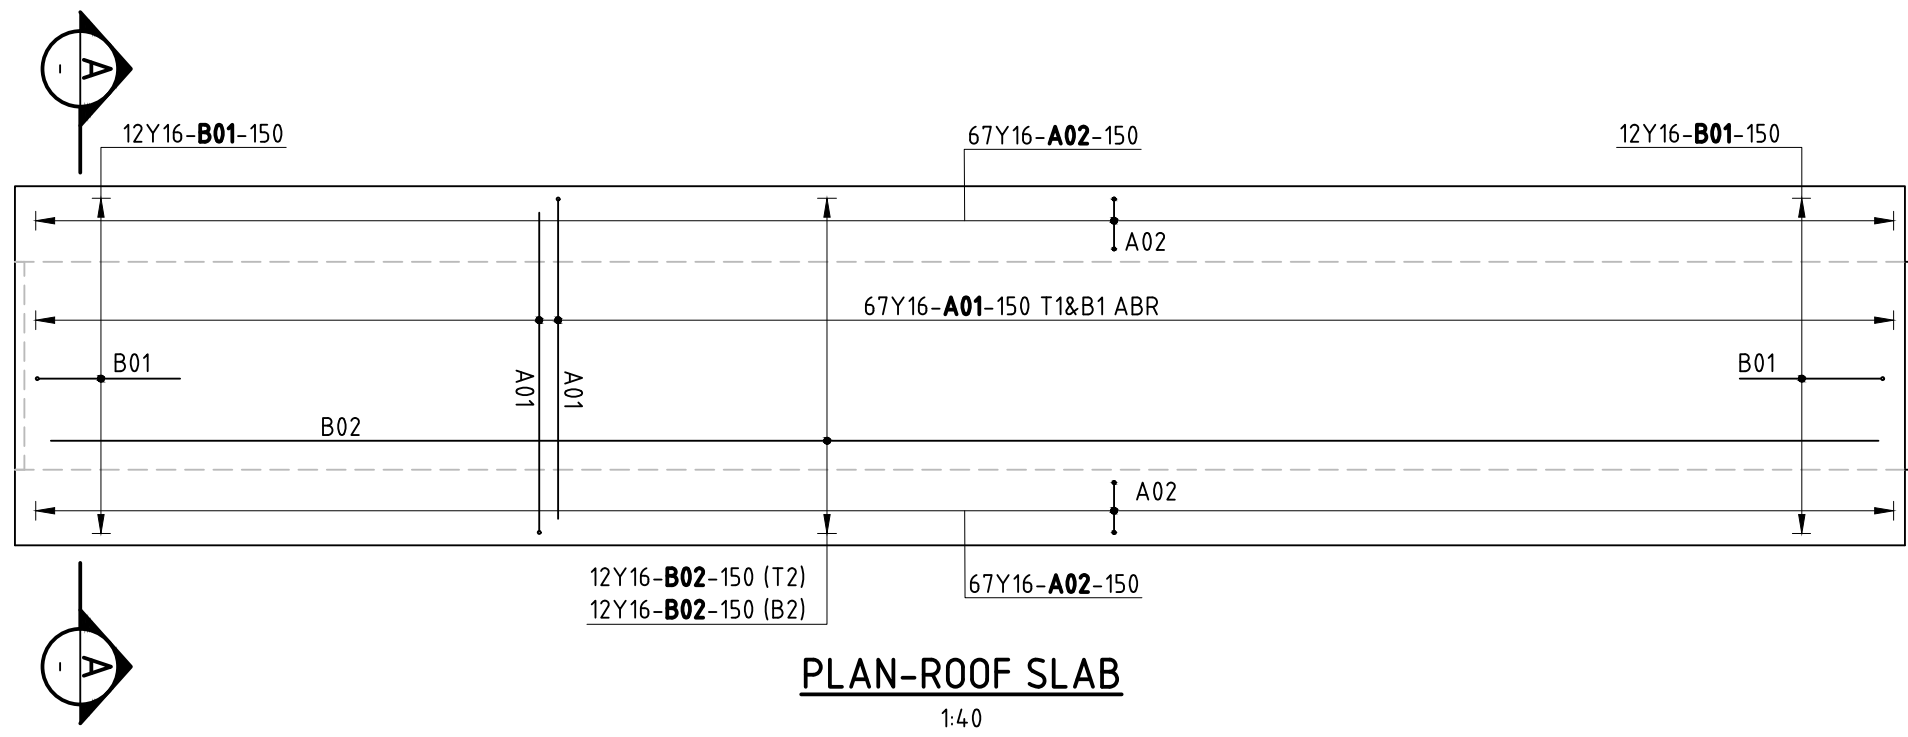 A
-
12Y16-B01-150
67Y16-A02-150
12Y16-B01-150
A02
67Y16-A01-150 T1&B1 ABR
B01
A01
A01
B01
B02
A02
12Y16-B02-150 (T2)
12Y16-B02-150 (B2)
67Y16-A02-150
A
-
PLAN-ROOF SLAB
1:40